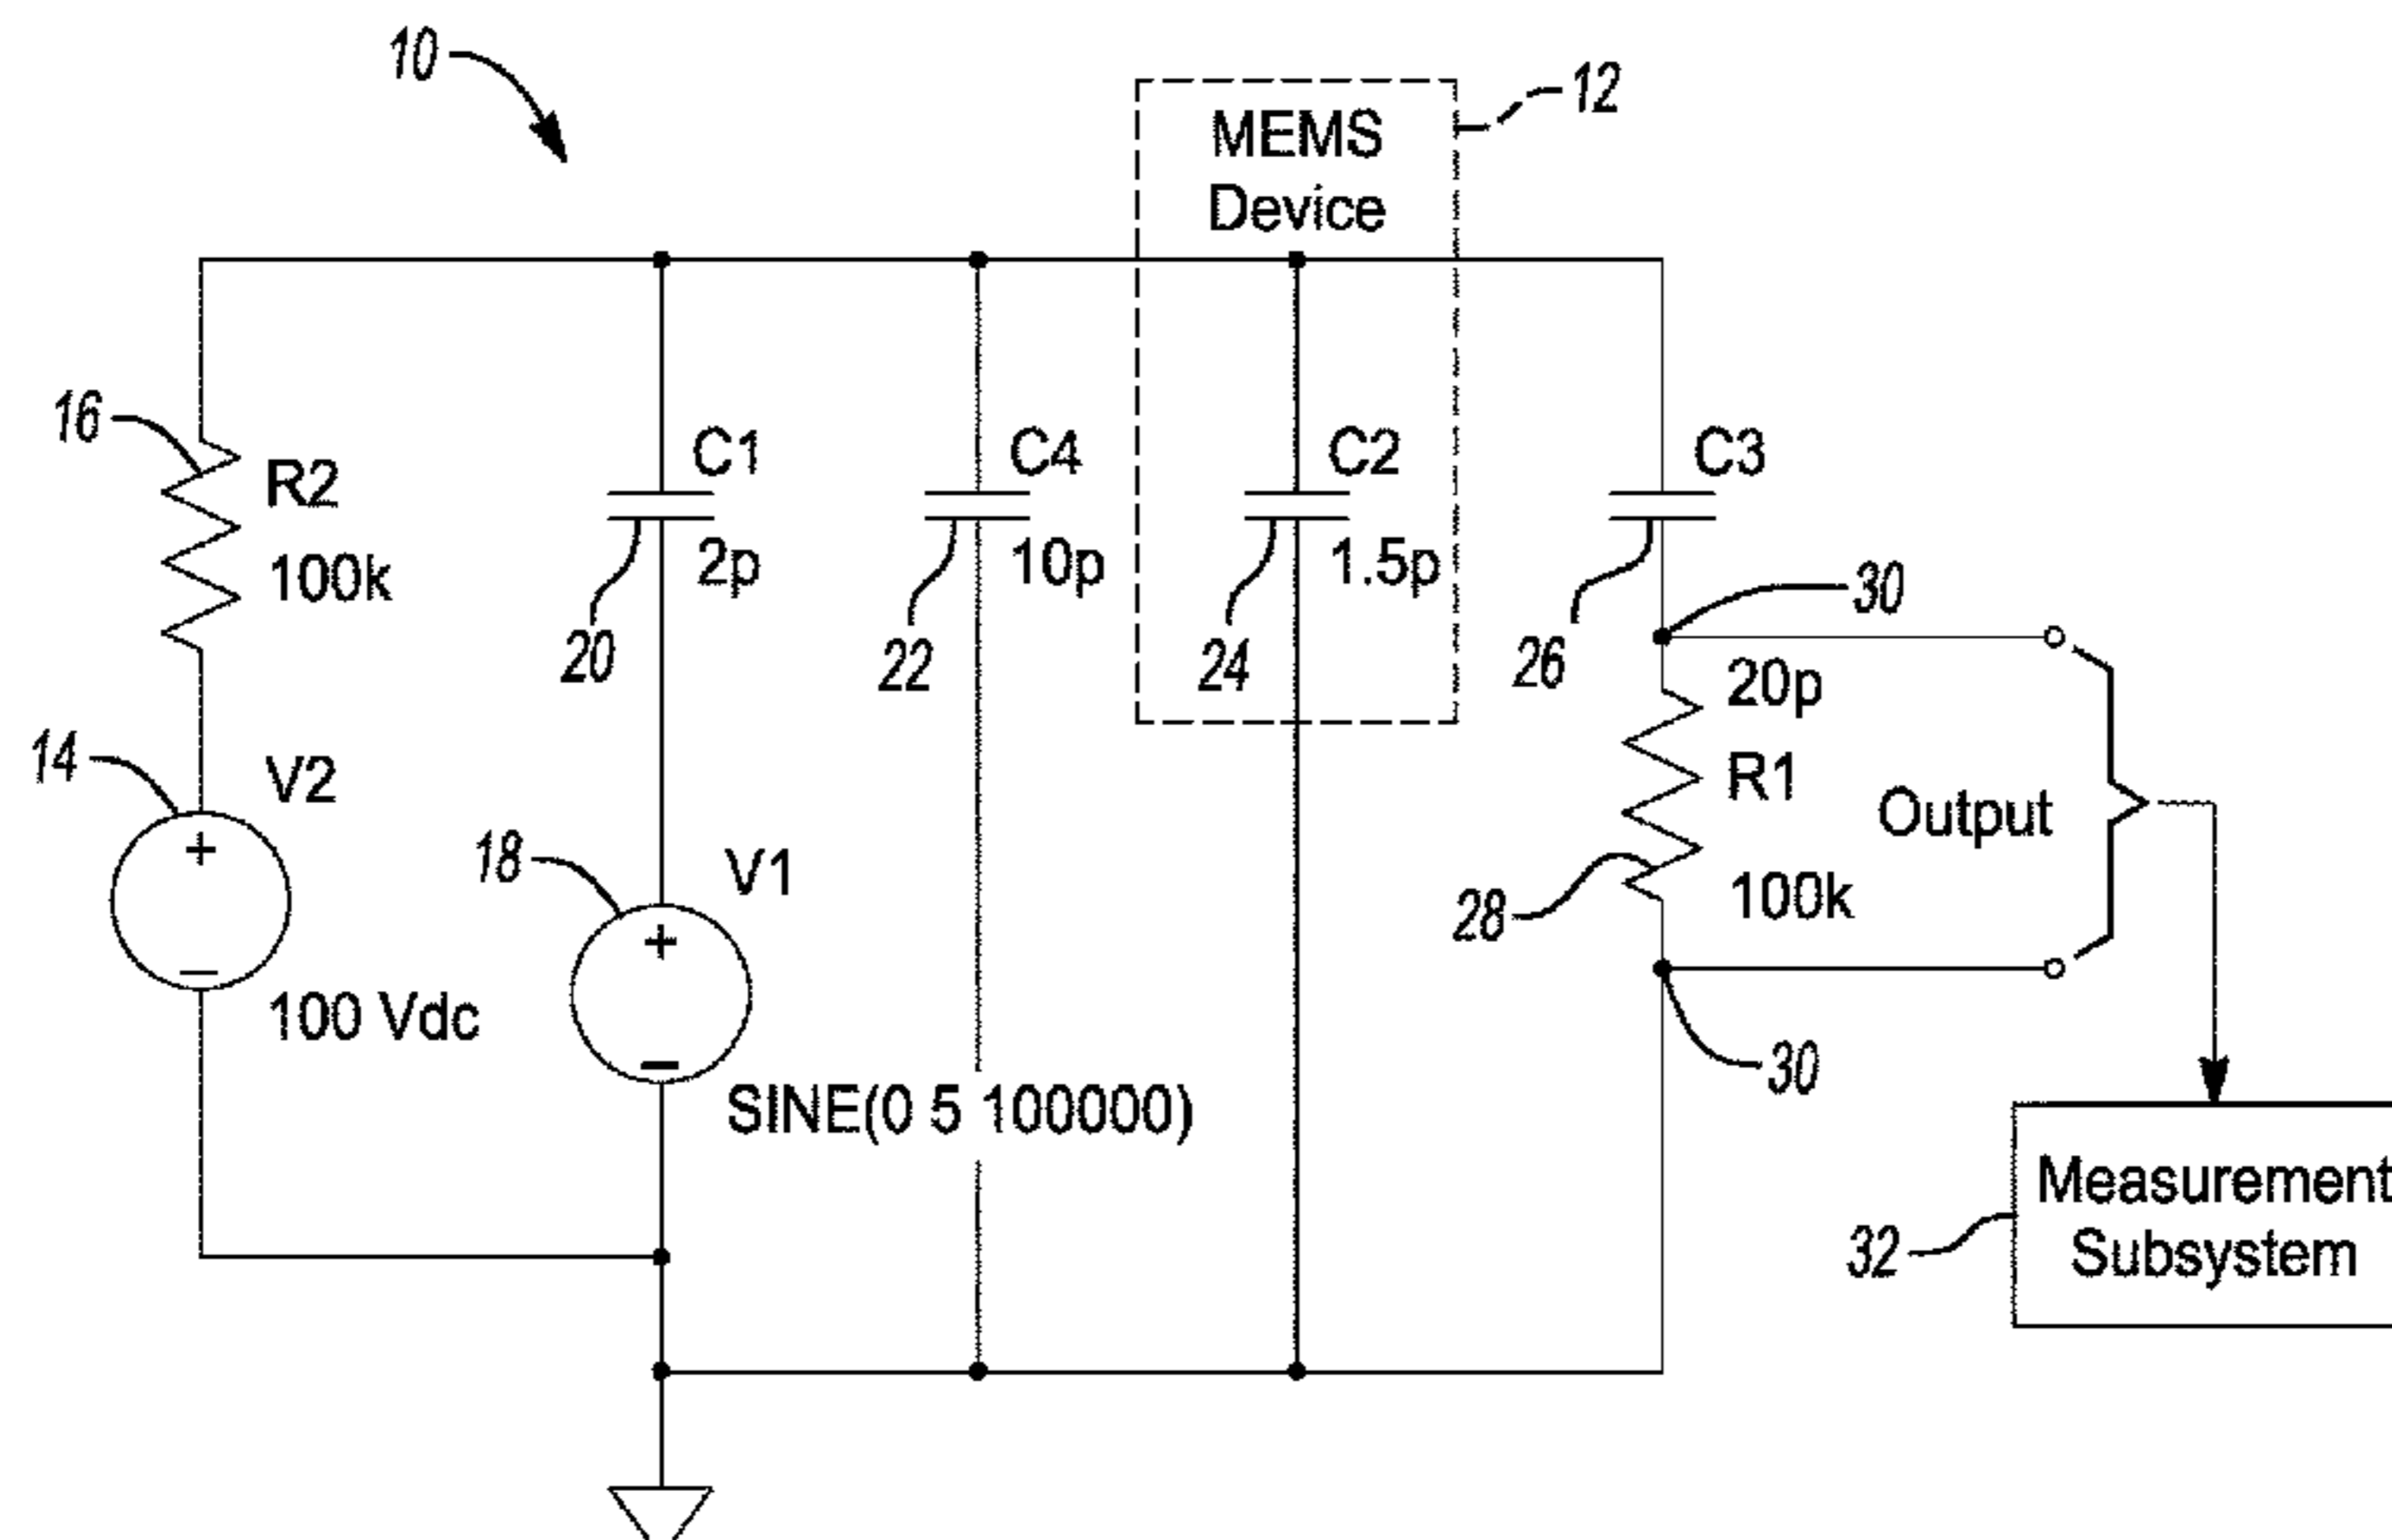 10
12
MEMS
Device
16
R2
100k
C1
2p
20
C4
10p
22
C2
1.5p
24
C3
26
30
20p
R1
100k
28
Output
30
14
V2
100 Vdc
18
V1
SINE(0 5 100000)
32
Measurement
Subsystem